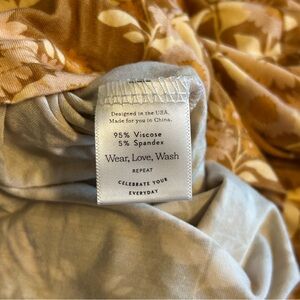 Designed in the USA.
Made for you in China.
95% Viscose
5% Spandex
Wear, Love, Wash
REPEAT
CELEBRATE YOUR
EVERYDAY